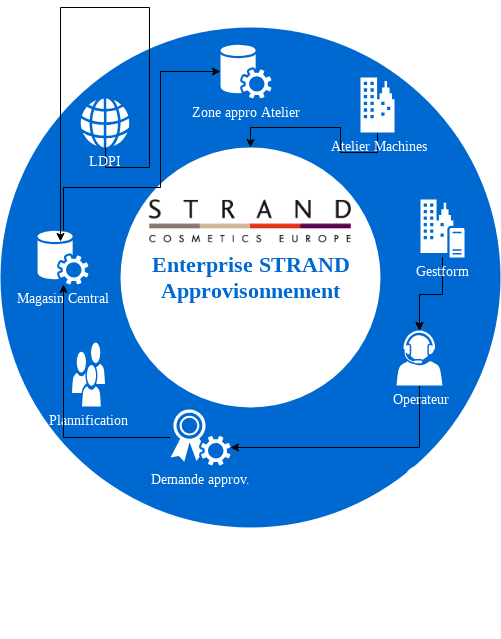 Zone appro Atelier
Atelier Machines
LDPI
STRAND
COSMETICS EUROPE
Enterprise STRAND
Approvisonnement
Gestform
Magasin Central
Operateur
Plannification
Demande approv.